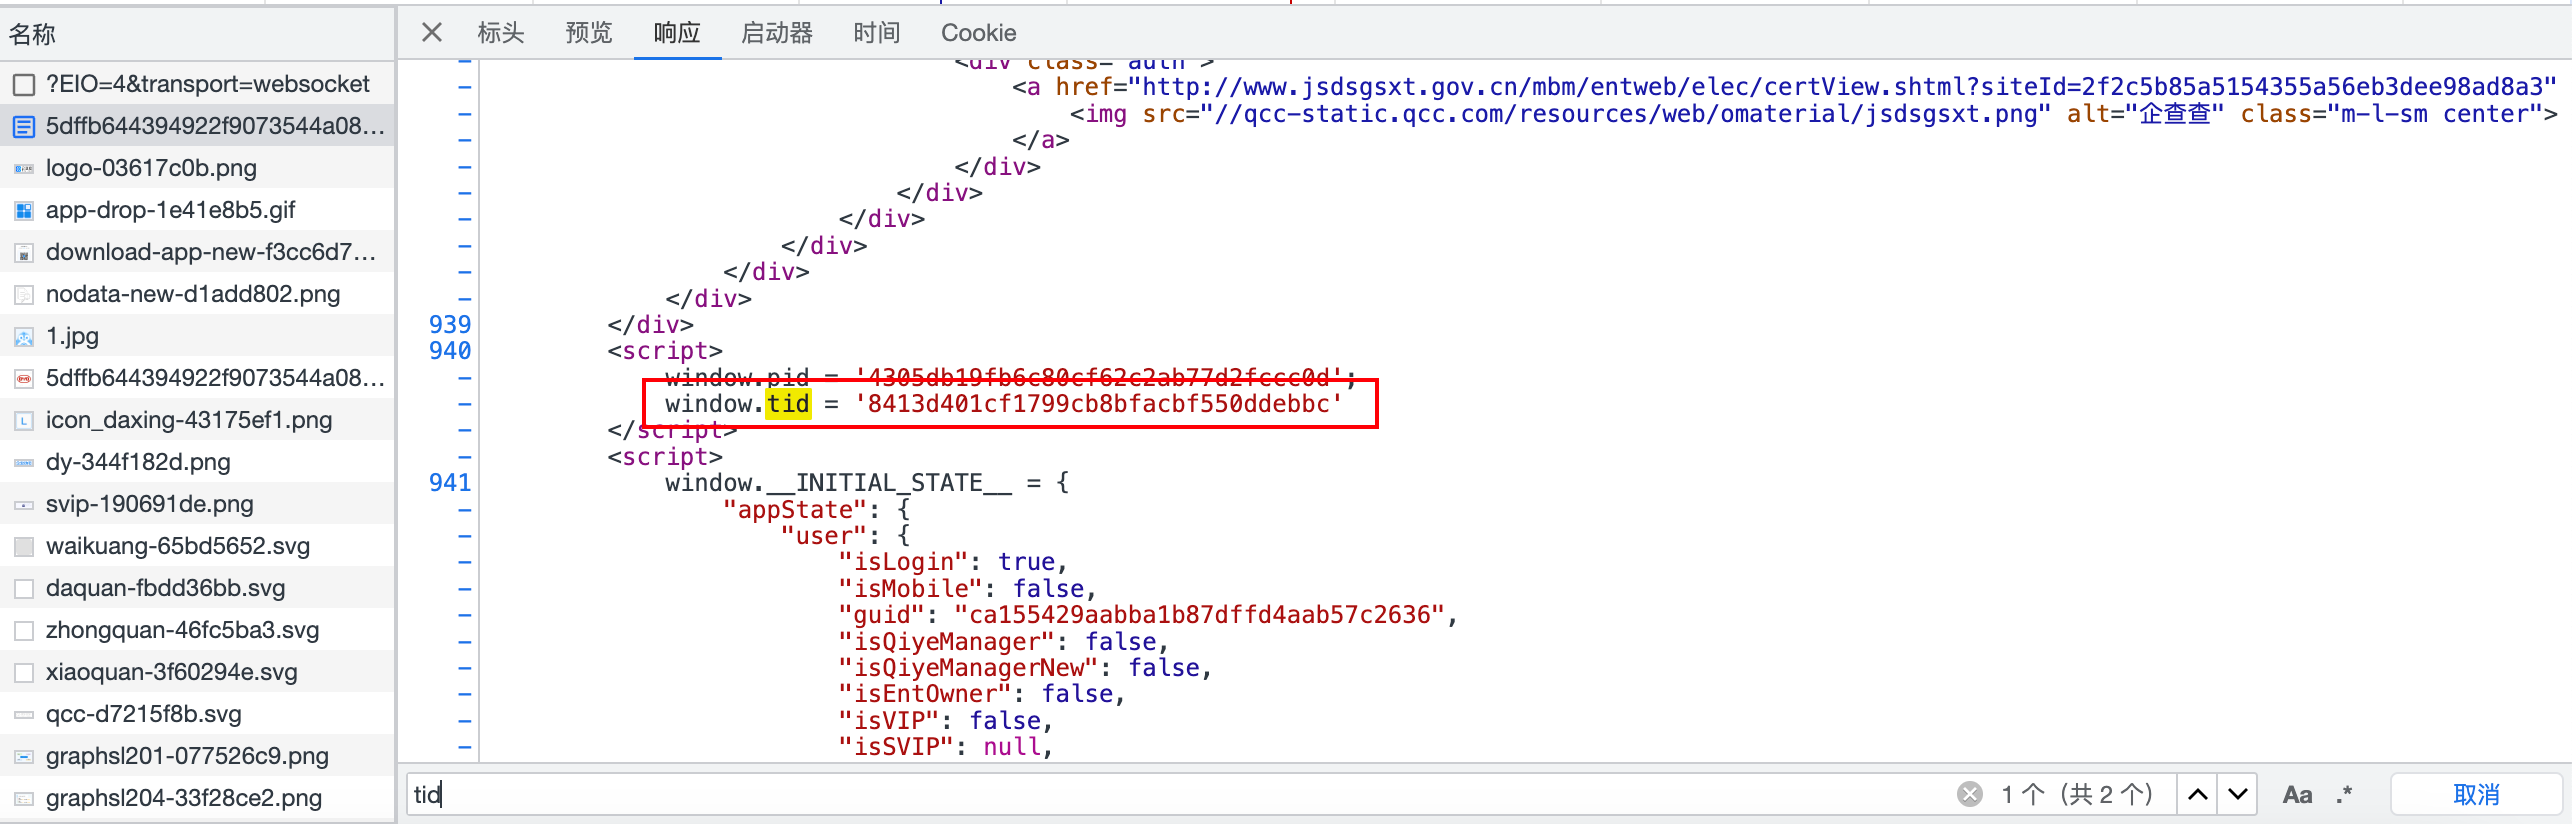 名称
?EIO=4&transport=websocket
5dffb644394922f9073544a08...
logo-03617c0b.png
app-drop-1e41e8b5.gif
download-app-new-f3cc6d7...
nodata-new-d1add802.png
1.jpg
5dffb644394922f9073544a08...
icon_daxing-43175ef1.png
dy-344f182d.png
svip-190691de.png
waikuang-65bd5652.svg
daquan-fbdd36bb.svg
zhongquan-46fc5ba3.svg
xiaoquan-3f60294e.svg
qcc-d7215f8b.svg
graphsl201-077526c9.png
graphsl204-33f28ce2.png
标头 预览 响应 启动器 时间 Cookie
<div class="auth">
<a href="http://www.jsdsgsxt.gov.cn/mbm/entweb/elec/certView.shtml?siteId=2f2c5b85a5154355a56eb3dee98ad8a3"
<img src="//qcc-static.qcc.com/resources/web/omaterial/jsdsgsxt.png" alt="企查查" class="m-l-sm center">
</a>
</div>
</div>
</div>
</div>
</div>
</div>
939 </div>
940 <script>
window.pid = '4305db19fb6c80cf62c2ab77d2fccc0d';
window.tid = '8413d401cf1799cb8bfacbf550ddebbc'
</script>
<script>
941 window.__INITIAL_STATE__ = {
"appState": {
"user": {
"isLogin": true,
"isMobile": false,
"guid": "ca155429aabba1b87dffd4aab57c2636",
"isQiyeManager": false,
"isQiyeManagerNew": false,
"isEntOwner": false,
"isVIP": false,
"isSVIP": null,
tid 1 个 (共 2 个) Aa .* 取消